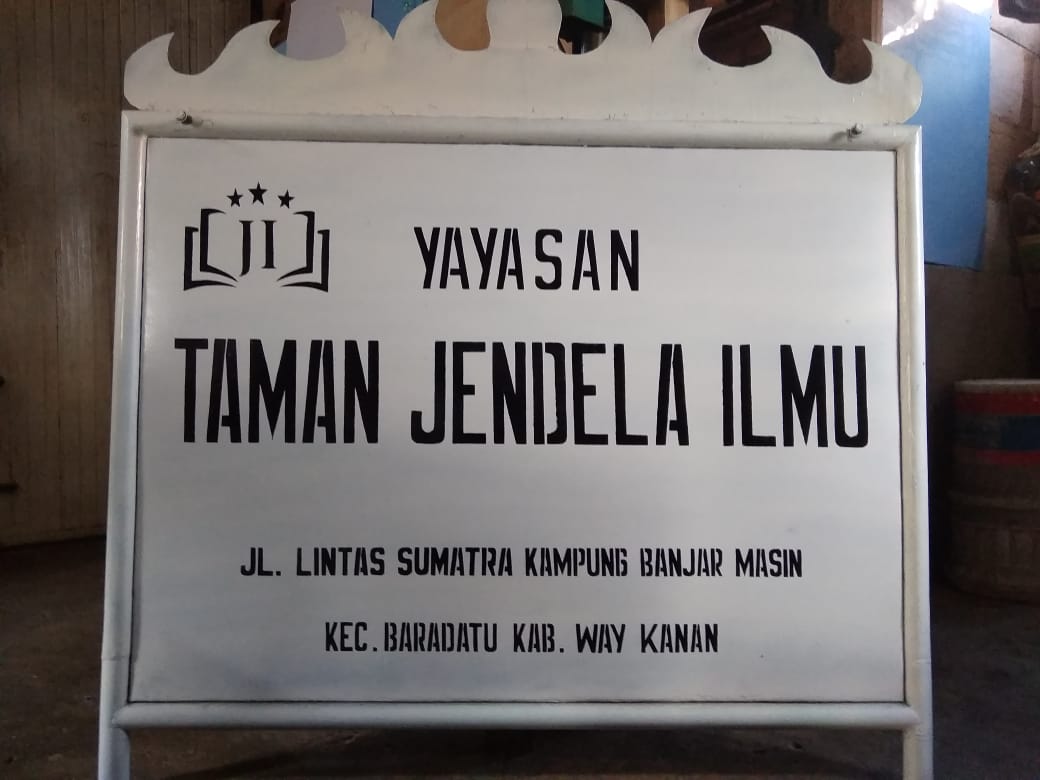 JI
YAYASAN
TAMAN JENDELA ILMU
JL. LINTAS SUMATRA KAMPUNG BANJAR MASIN
KEC. BARADATU KAB. WAY KANAN